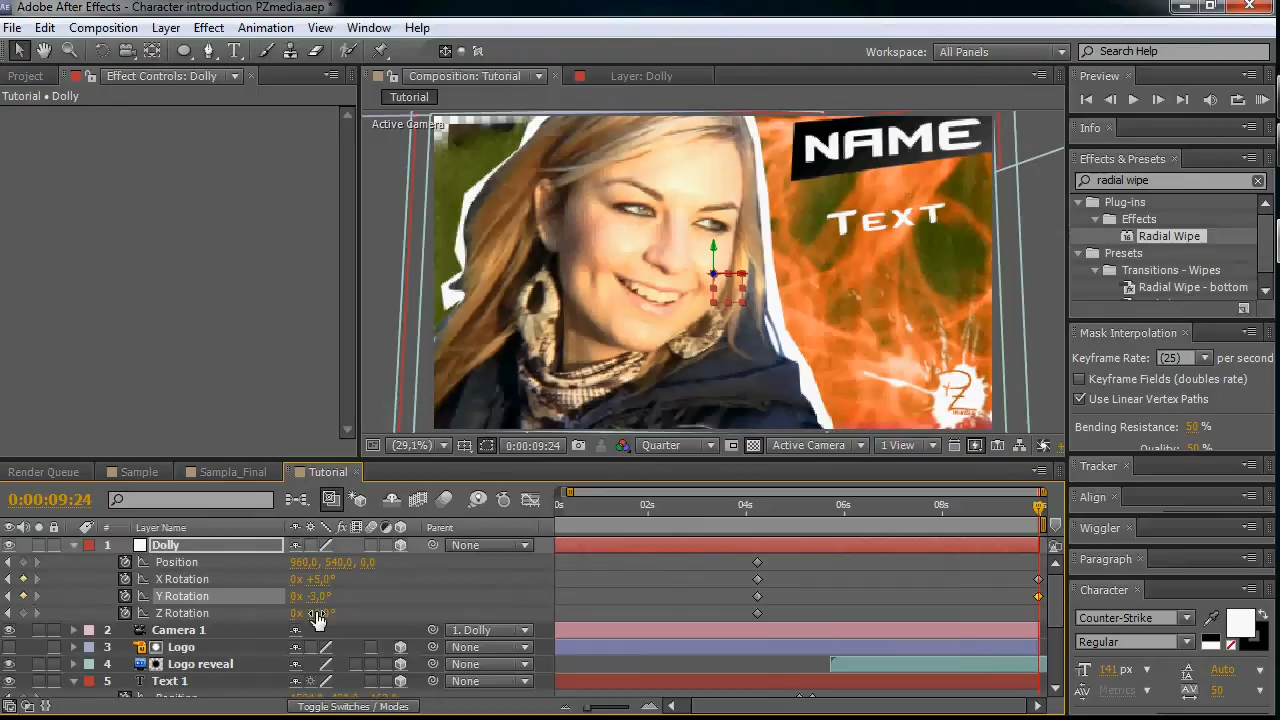 Adobe After Effects - Character introduction PZmedia.aep *
File Edit Composition Layer Effect Animation View Window Help
Workspace: All Panels Search Help
Project Effect Controls: Dolly Composition: Tutorial Layer: Dolly Preview
Tutorial • Dolly
Tutorial
Active Camera
NAME
Text
PZ
Info
Effects & Presets
radial wipe
Plug-ins
Effects
Radial Wipe
Presets
Transitions - Wipes
Radial Wipe - bottom
Mask Interpolation
Keyframe Rate: (25) per second
Keyframe Fields (doubles rate)
Use Linear Vertex Paths
Bending Resistance: 50 %
Quality: 50 %
(29,1%) 0:00:09:24 Quarter Active Camera 1 View
Render Queue Sample Sampla_Final Tutorial
Tracker
0:00:09:24
0s 02s 04s 06s 08s
Align
# Layer Name Parent
Wiggler
1 Dolly None
Position 960,0, 540,0, 0,0
Paragraph
X Rotation 0x +5,0°
Y Rotation 0x -3,0°
Character
Z Rotation 0x
Counter-Strike
2 Camera 1 1. Dolly
Regular
3 Logo None
4 Logo reveal None
141 px Auto
5 Text 1 None
Metrics 50
Toggle Switches / Modes